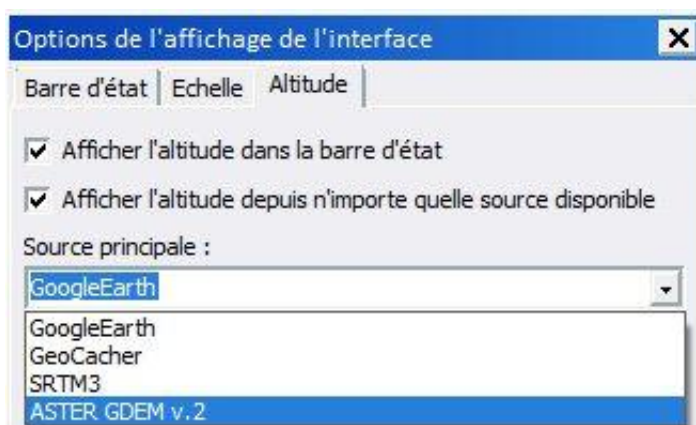 Options de l'affichage de l'interface
Barre d'état Echelle Altitude
Afficher l'altitude dans la barre d'état
Afficher l'altitude depuis n'importe quelle source disponible
Source principale :
GoogleEarth
GoogleEarth
GeoCacher
SRTM3
ASTER GDEM v.2